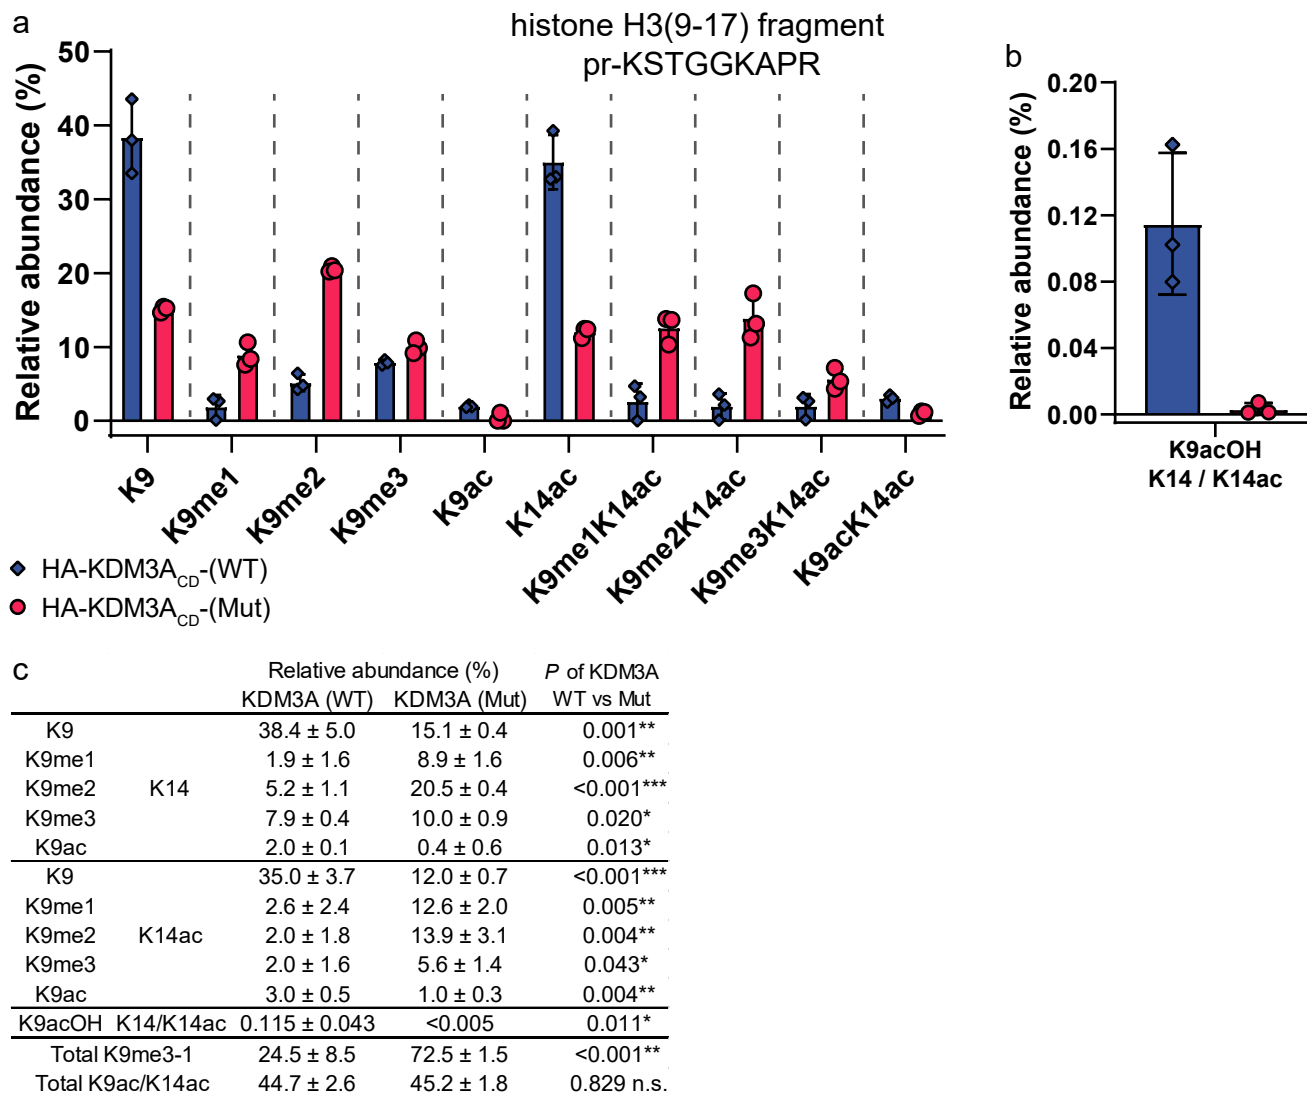 a
histone H3(9-17) fragment
pr-KSTGGKAPR
Relative abundance (%)
50
40
30
20
10
0
K9
K9me1
K9me2
K9me3
K9ac
K14ac
K9me1K14ac
K9me2K14ac
K9me3K14ac
K9acK14ac
HA-KDM3ACD-(WT)
HA-KDM3ACD-(Mut)
b
Relative abundance (%)
0.20
0.16
0.12
0.08
0.04
0.00
K9acOH
K14 / K14ac
c
Relative abundance (%) P of KDM3A
KDM3A (WT) KDM3A (Mut) WT vs Mut
K9 38.4 ± 5.0 15.1 ± 0.4 0.001**
K9me1 1.9 ± 1.6 8.9 ± 1.6 0.006**
K9me2 K14 5.2 ± 1.1 20.5 ± 0.4 <0.001***
K9me3 7.9 ± 0.4 10.0 ± 0.9 0.020*
K9ac 2.0 ± 0.1 0.4 ± 0.6 0.013*
K9 35.0 ± 3.7 12.0 ± 0.7 <0.001***
K9me1 2.6 ± 2.4 12.6 ± 2.0 0.005**
K9me2 K14ac 2.0 ± 1.8 13.9 ± 3.1 0.004**
K9me3 2.0 ± 1.6 5.6 ± 1.4 0.043*
K9ac 3.0 ± 0.5 1.0 ± 0.3 0.004**
K9acOH K14/K14ac 0.115 ± 0.043 <0.005 0.011*
Total K9me3-1 24.5 ± 8.5 72.5 ± 1.5 <0.001**
Total K9ac/K14ac 44.7 ± 2.6 45.2 ± 1.8 0.829 n.s.